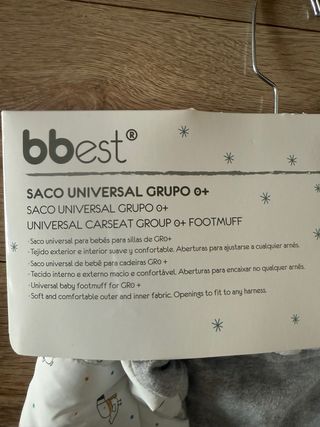 bbest®
SACO UNIVERSAL GRUPO 0+
SACO UNIVERSAL GRUPO 0+
UNIVERSAL CARSEAT GROUP 0+ FOOTMUFF
·Saco universal para bebés para sillas de GR0+
·Tejido exterior e interior suave y confortable. Aberturas para ajustarse a cualquier arnés.
·Saco universal de bebé para cadeiras GR0 +
·Tecido interno e externo macio e confortável. Aberturas para encaixar no qualquer arnés.
·Universal baby footmuff for GR0 +
·Soft and comfortable outer and inner fabric. Openings to fit to any harness.